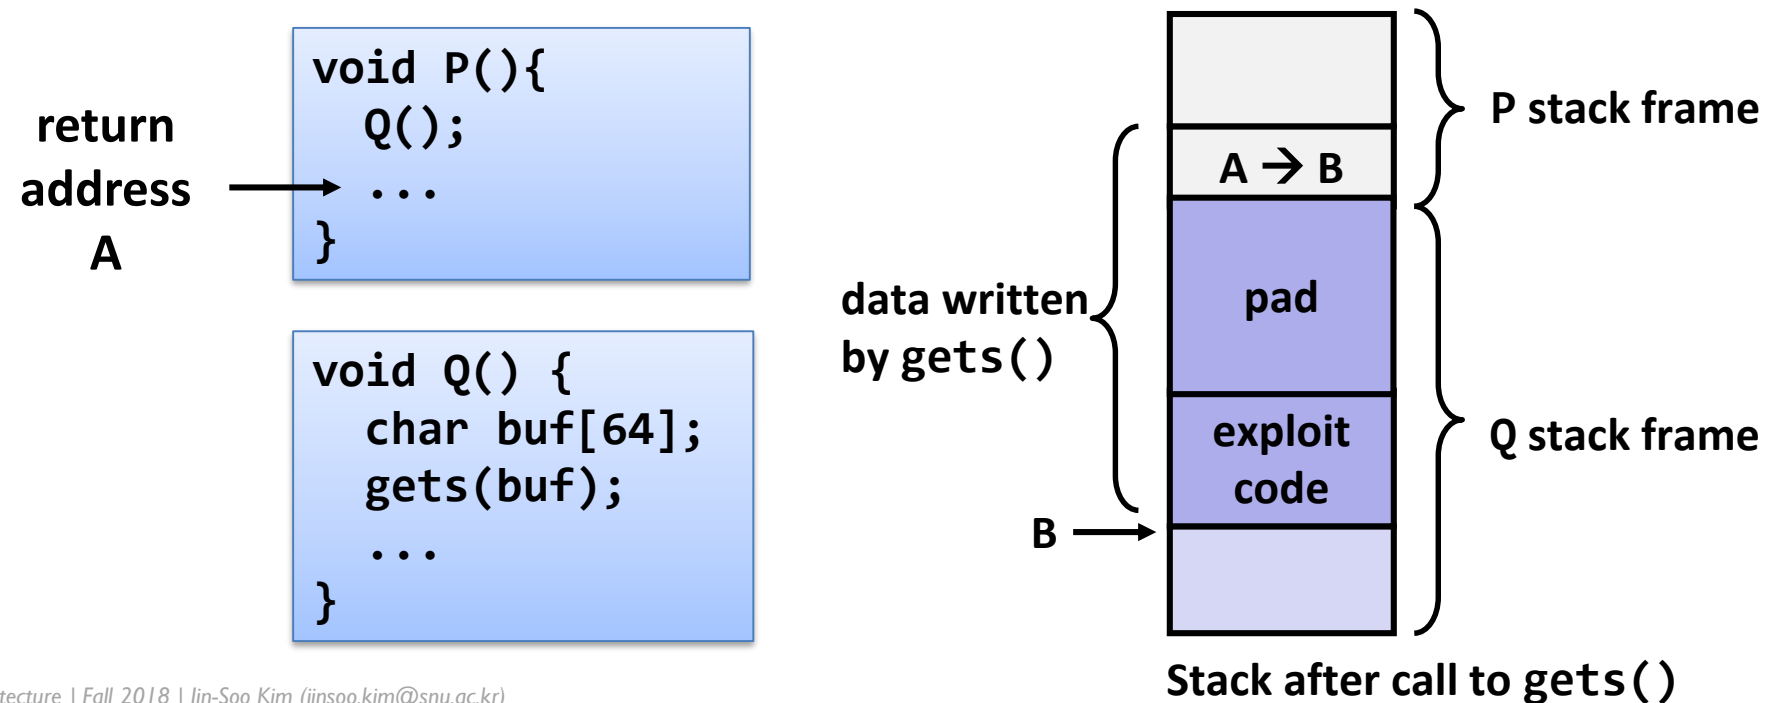 return
address
A
void P(){
Q();
...
}
void Q() {
char buf[64];
gets(buf);
...
}
data written
by gets()
B
A → B
pad
exploit
code
P stack frame
Q stack frame
Stack after call to gets()
tecture | Fall 2018 | Jin-Soo Kim (jinsoo.kim@snu.ac.kr)